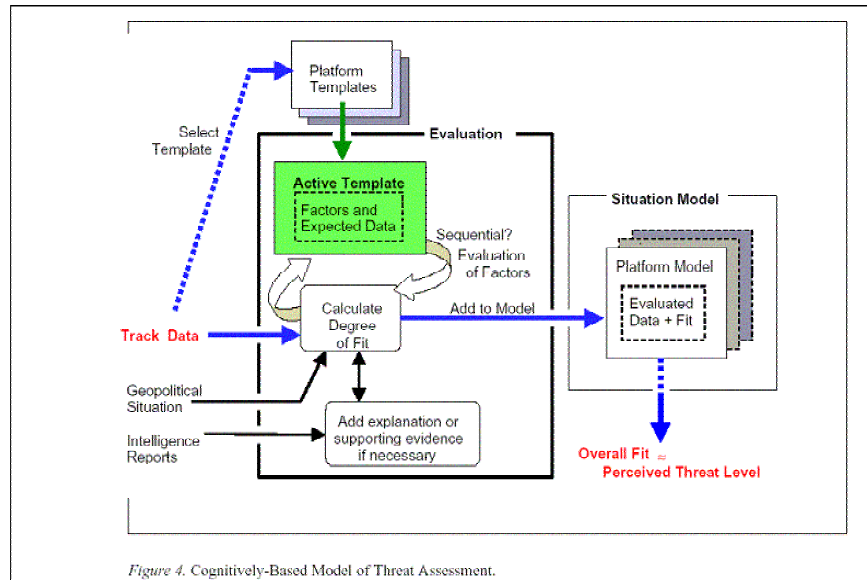 Platform
Templates
Select
Template
Evaluation
Active Template
Factors and
Expected Data
Sequential?
Evaluation
of Factors
Situation Model
Platform Model
Evaluated
Data + Fit
Calculate
Degree
of Fit
Add to Model
Track Data
Geopolitical
Situation
Intelligence
Reports
Add explanation or
supporting evidence
if necessary
Overall Fit ≈
Perceived Threat Level
Figure 4. Cognitively-Based Model of Threat Assessment.